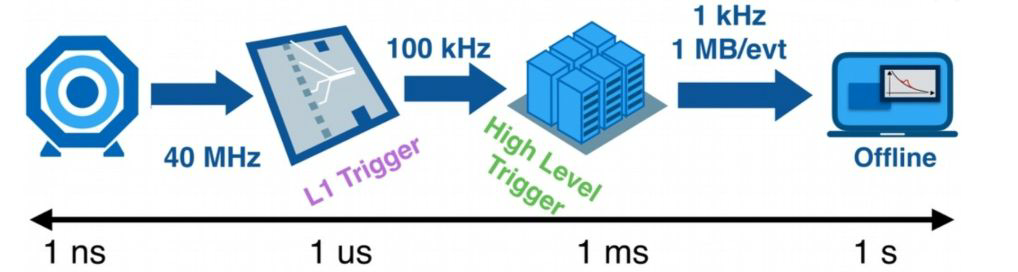 1 kHz
100 kHz
1 MB/evt
40 MHz
L1 Trigger
High Level
Trigger
Offline
1 ns
1 us
1 ms
1 s